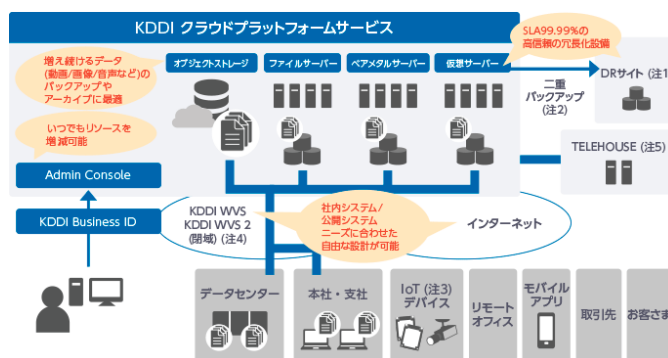 KDDI クラウドプラットフォームサービス
SLA99.99%の
高信頼の冗長化設備
増え続けるデータ
(動画/画像/音声など)の
バックアップや
アーカイブに最適
オブジェクトストレージ
ファイルサーバー
ベアメタルサーバー
仮想サーバー
二重
バックアップ
(注2)
DRサイト (注1
いつでもリソースを
増減可能
TELEHOUSE (注5)
Admin Console
KDDI Business ID
KDDI WVS
KDDI WVS 2
(閉域) (注4)
社内システム/
公開システム
ニーズに合わせた
自由な設計が可能
インターネット
データセンター
本社・支社
IoT (注3)
デバイス
リモート
オフィス
モバイル
アプリ
取引先
お客さま